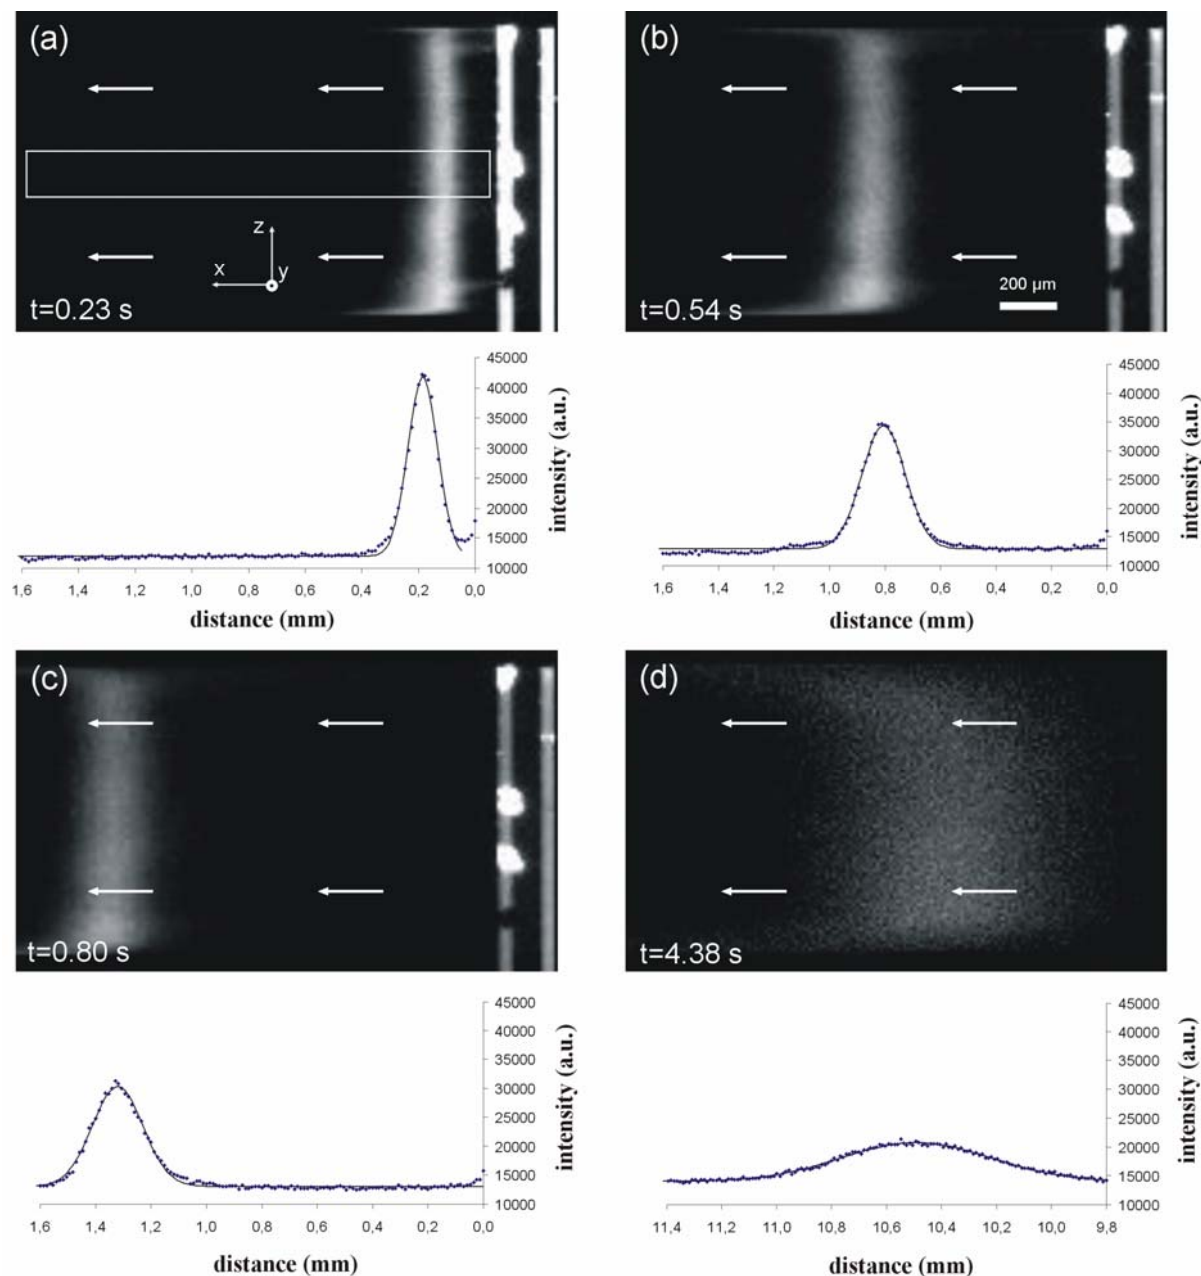 (a)
z
x
y
t=0.23 s
(b)
200 µm
t=0.54 s
45000
40000
35000
30000
25000
20000
15000
10000
intensity (a.u.)
1,6 1,4 1,2 1,0 0,8 0,6 0,4 0,2 0,0
distance (mm)
45000
40000
35000
30000
25000
20000
15000
10000
intensity (a.u.)
1,6 1,4 1,2 1,0 0,8 0,6 0,4 0,2 0,0
distance (mm)
(c)
t=0.80 s
(d)
t=4.38 s
45000
40000
35000
30000
25000
20000
15000
10000
intensity (a.u.)
1,6 1,4 1,2 1,0 0,8 0,6 0,4 0,2 0,0
distance (mm)
45000
40000
35000
30000
25000
20000
15000
10000
intensity (a.u.)
11,4 11,2 11,0 10,8 10,6 10,4 10,2 10,0 9,8
distance (mm)